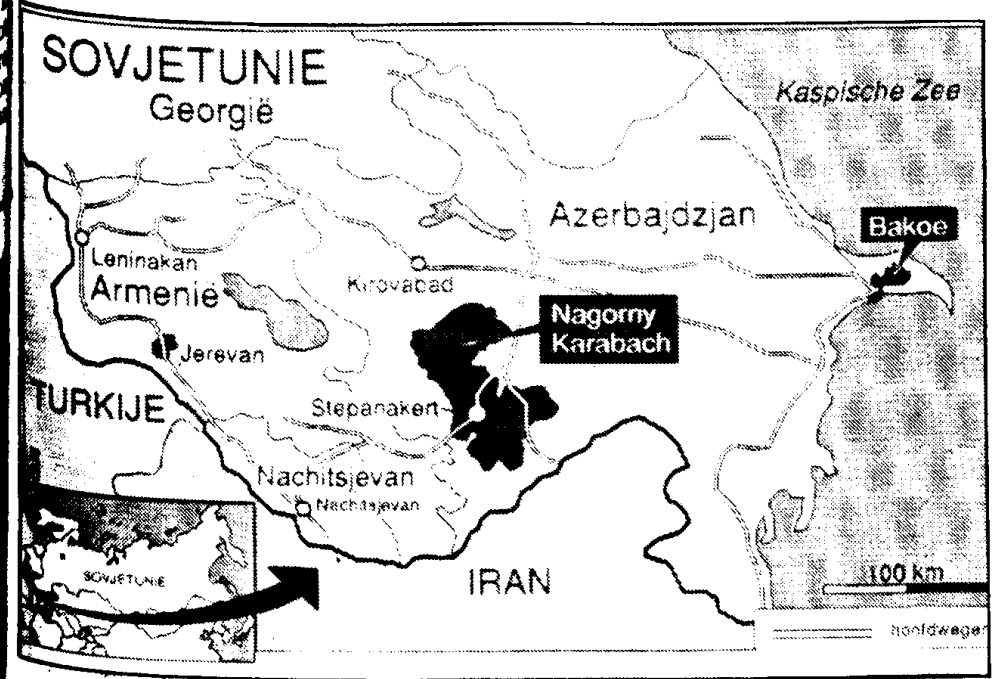 SOVJETUNIE
Georgië
Kaspische Zee
Azerbajdzjan
Bakoe
Leninakan
Armenië
Kirovabad
Nagorny
Karabach
Jerevan
TURKIJE
Stepanakert
Nachitsjevan
Nachitsjevan
SOVJETUNIE
IRAN
100 km
hoofdwegen